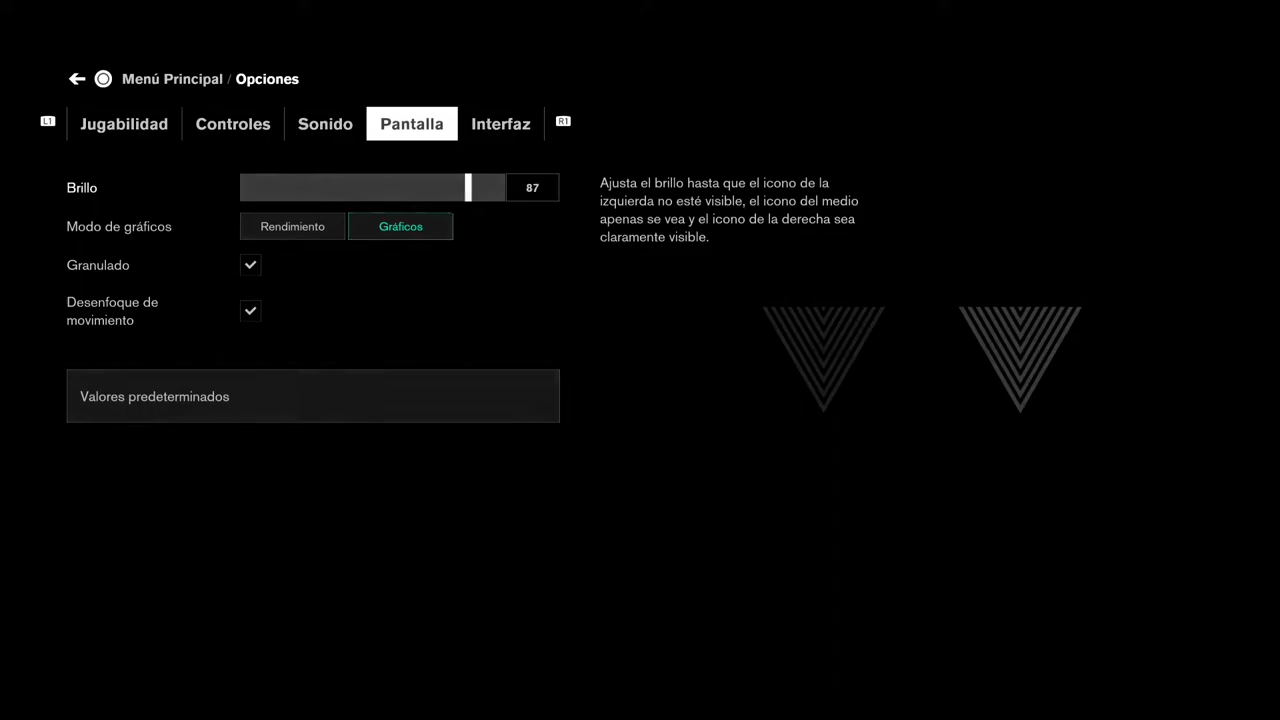 Menú Principal / Opciones
L1 Jugabilidad Controles Sonido Pantalla Interfaz R1
Brillo 87
Modo de gráficos Rendimiento Gráficos
Granulado
Desenfoque de
movimiento
Valores predeterminados
Ajusta el brillo hasta que el icono de la
izquierda no esté visible, el icono del medio
apenas se vea y el icono de la derecha sea
claramente visible.